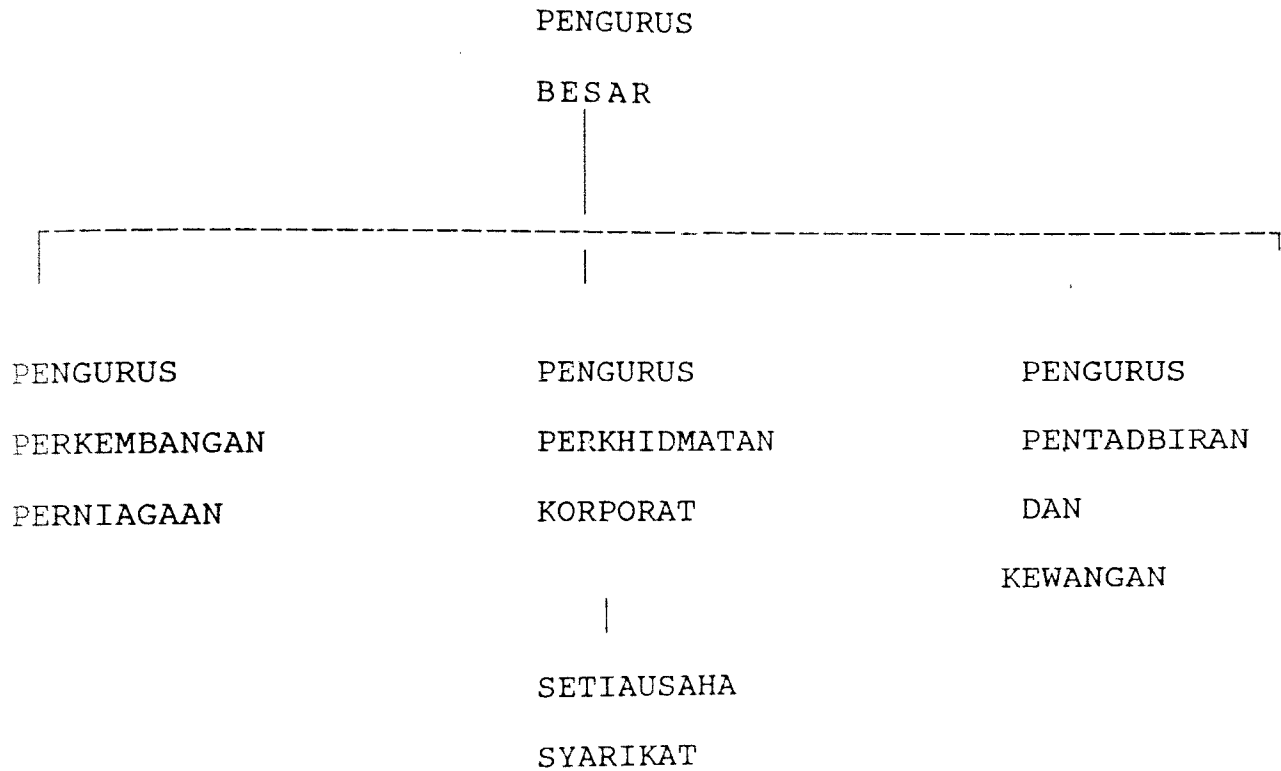 PENGURUS
BESAR
PENGURUS
PERKEMBANGAN
PERNIAGAAN
PENGURUS
PERKHIDMATAN
KORPORAT
PENGURUS
PENTADBIRAN
DAN
KEWANGAN
SETIAUSAHA
SYARIKAT